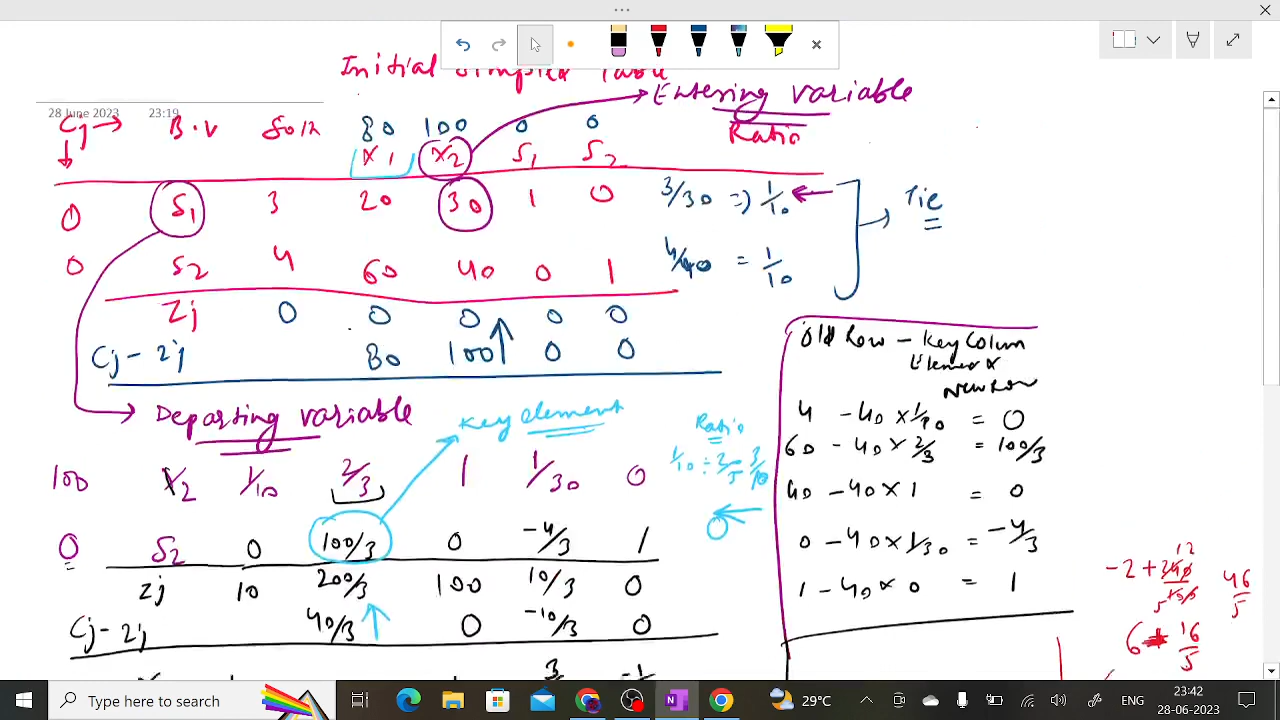 Initial Simplex Table
Entering variable
28 June 2023 23:19
Cj → B.V Soln 80 100 0 0 Ratio
X1 X2 S1 S2
0 S1 3 20 30 1 0 3/30 => 1/10
Tie
0 S2 4 60 40 0 1 4/40 = 1/10
Zj 0 0 0 0 0
Cj - Zj 80 100 0 0
Departing variable
Key element
Ratio
100 X2 1/10 2/3 1 1/30 0
0 S2 0 100/3 0 -4/3 1 0
Zj 10 200/3 100 10/3 0
Cj - Zj 40/3 0 -10/3 0
Old Row - Key Column
Element x
New Row
4 - 40 x 1/10 = 0
60 - 40 x 2/3 = 100/3
40 - 40 x 1 = 0
0 - 40 x 1/30 = -4/3
1 - 40 x 0 = 1
46/5
16/5
Type here to search
29°C
ENG
23:42
28-06-2023